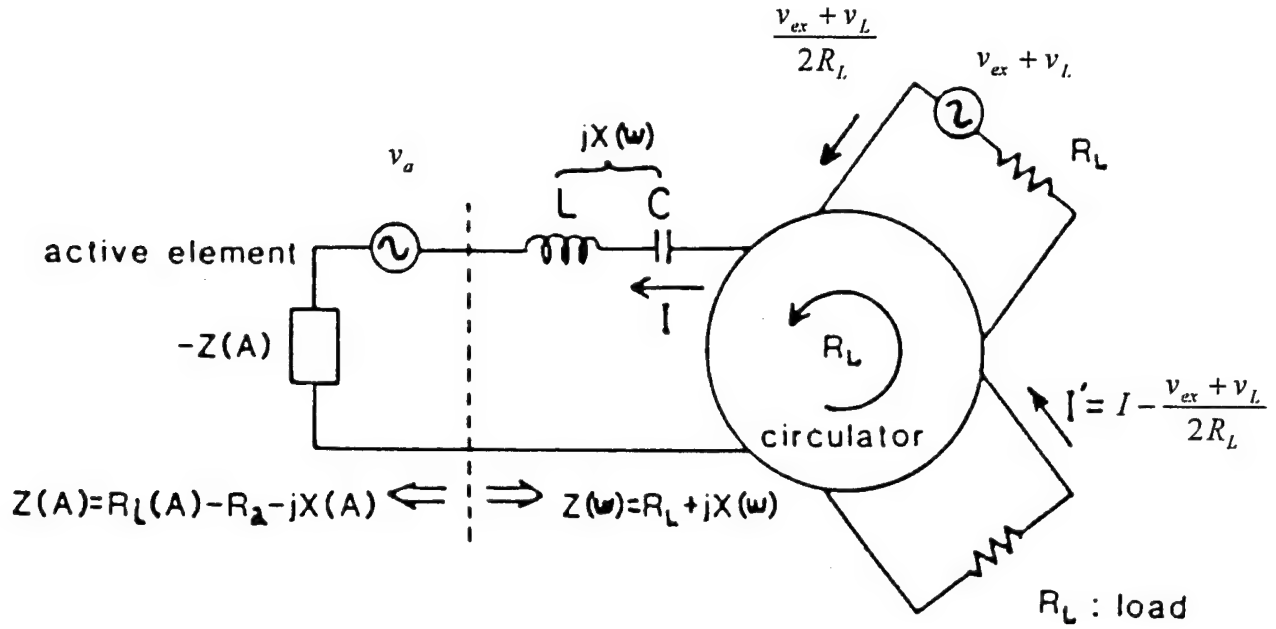 v_ex + v_L / 2R_L
v_ex + v_L
jX(ω)
v_a
L
C
R_L
active element
I
-Z(A)
R_L
I' = I - v_ex + v_L / 2R_L
circulator
Z(A)=R_l(A)-R_a-jX(A)
Z(ω)=R_L+jX(ω)
R_L : load